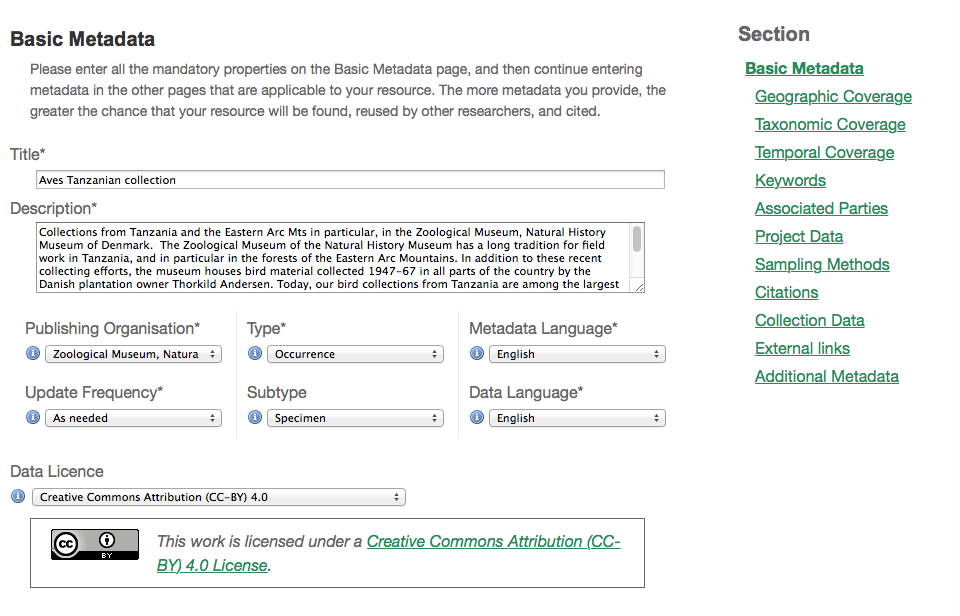 Basic Metadata
Please enter all the mandatory properties on the Basic Metadata page, and then continue entering
metadata in the other pages that are applicable to your resource. The more metadata you provide, the
greater the chance that your resource will be found, reused by other researchers, and cited.
Title*
Aves Tanzanian collection
Description*
Collections from Tanzania and the Eastern Arc Mts in particular, in the Zoological Museum, Natural History
Museum of Denmark.  The Zoological Museum of the Natural History Museum has a long tradition for field
work in Tanzania, and in particular in the forests of the Eastern Arc Mountains. In addition to these recent
collecting efforts, the museum houses bird material collected 1947-67 in all parts of the country by the
Danish plantation owner Thorkild Andersen. Today, our bird collections from Tanzania are among the largest
Publishing Organisation*
Zoological Museum, Natura
Type*
Occurrence
Metadata Language*
English
Update Frequency*
As needed
Subtype
Specimen
Data Language*
English
Data Licence
Creative Commons Attribution (CC-BY) 4.0
cc
BY
This work is licensed under a Creative Commons Attribution (CC-
BY) 4.0 License.
Section
Basic Metadata
Geographic Coverage
Taxonomic Coverage
Temporal Coverage
Keywords
Associated Parties
Project Data
Sampling Methods
Citations
Collection Data
External links
Additional Metadata